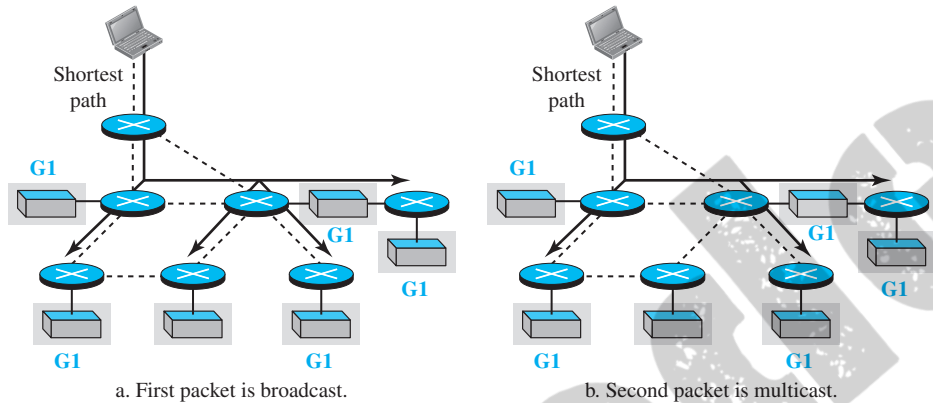 Shortest
path
G1
G1
G1
G1
G1
a. First packet is broadcast.
Shortest
path
G1
G1
G1
G1
G1
b. Second packet is multicast.